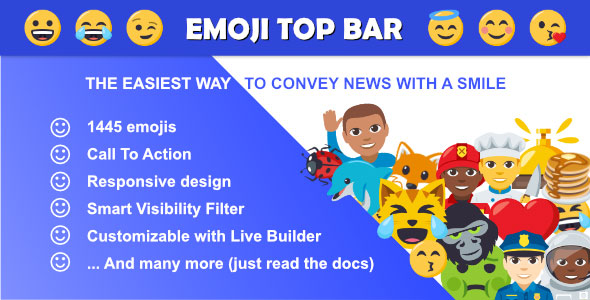 EMOJI TOP BAR
THE EASIEST WAY TO CONVEY NEWS WITH A SMILE
1445 emojis
Call To Action
Responsive design
Smart Visibility Filter
Customizable with Live Builder
... And many more (just read the docs)